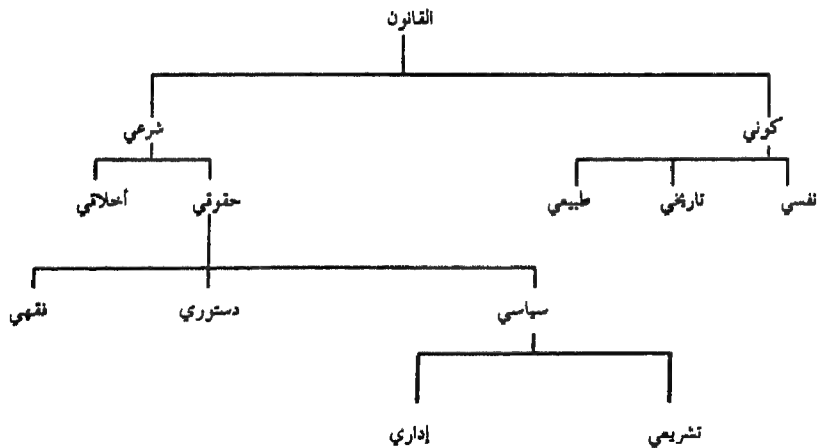 القانون
كوني
شرعي
نفسي
تاريخي
طبيعي
حقوقي
أخلاقي
سياسي
دستوري
فقهي
تشريعي
إداري